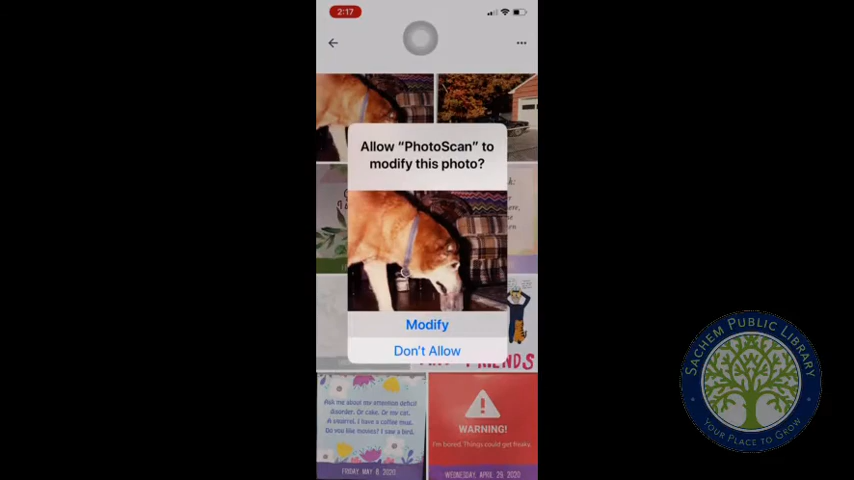 2:17
Allow “PhotoScan” to
modify this photo?
Modify
Don’t Allow
FRIENDS
Ask me about my attention deficit
disorder. Or cake. Or my cat.
A squirrel. I have a coffee mug.
Do you like movies? I saw a bird.
FRIDAY, MAY 8, 2020
WARNING!
I'm bored. Things could get freaky.
WEDNESDAY, APRIL 29, 2020
SACHEM PUBLIC LIBRARY
YOUR PLACE TO GROW